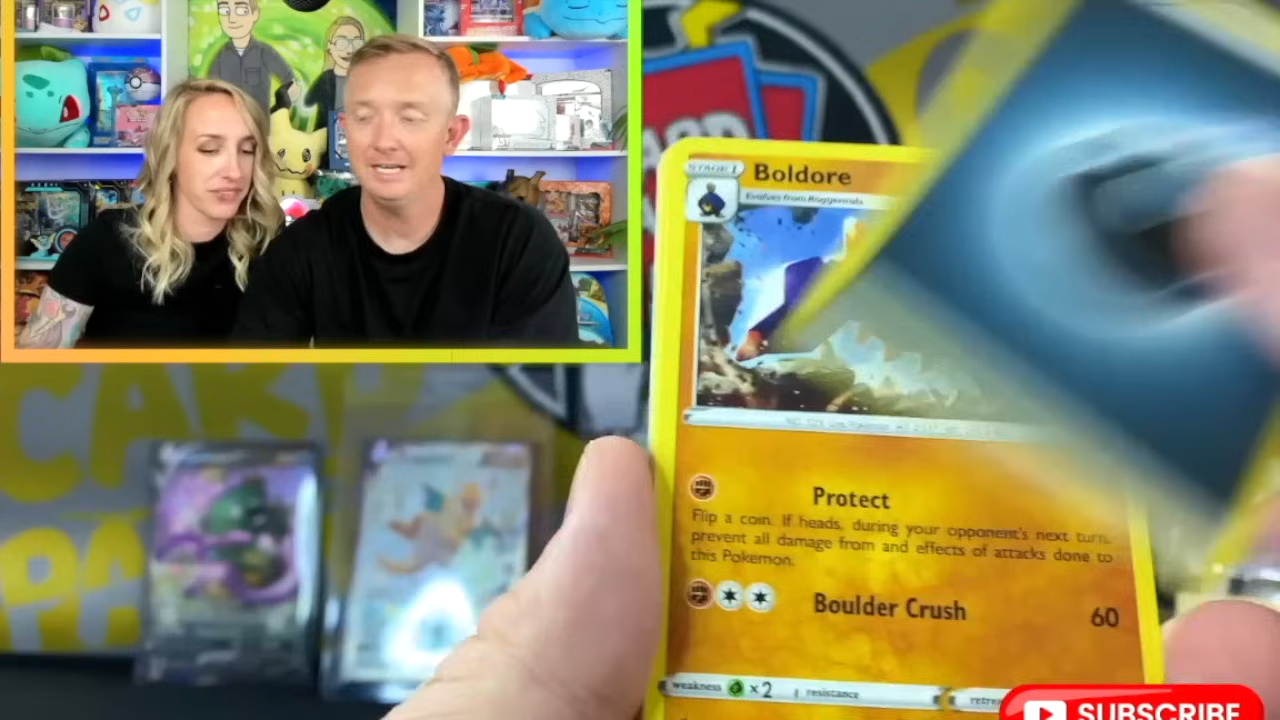 STAGE 1
Boldore
Evolves from Roggenrola
Protect
Flip a coin. If heads, during your opponent's next turn,
prevent all damage from and effects of attacks done to
this Pokémon.
Boulder Crush 60
weakness ×2 resistance
CARD
SUBSCRIBE